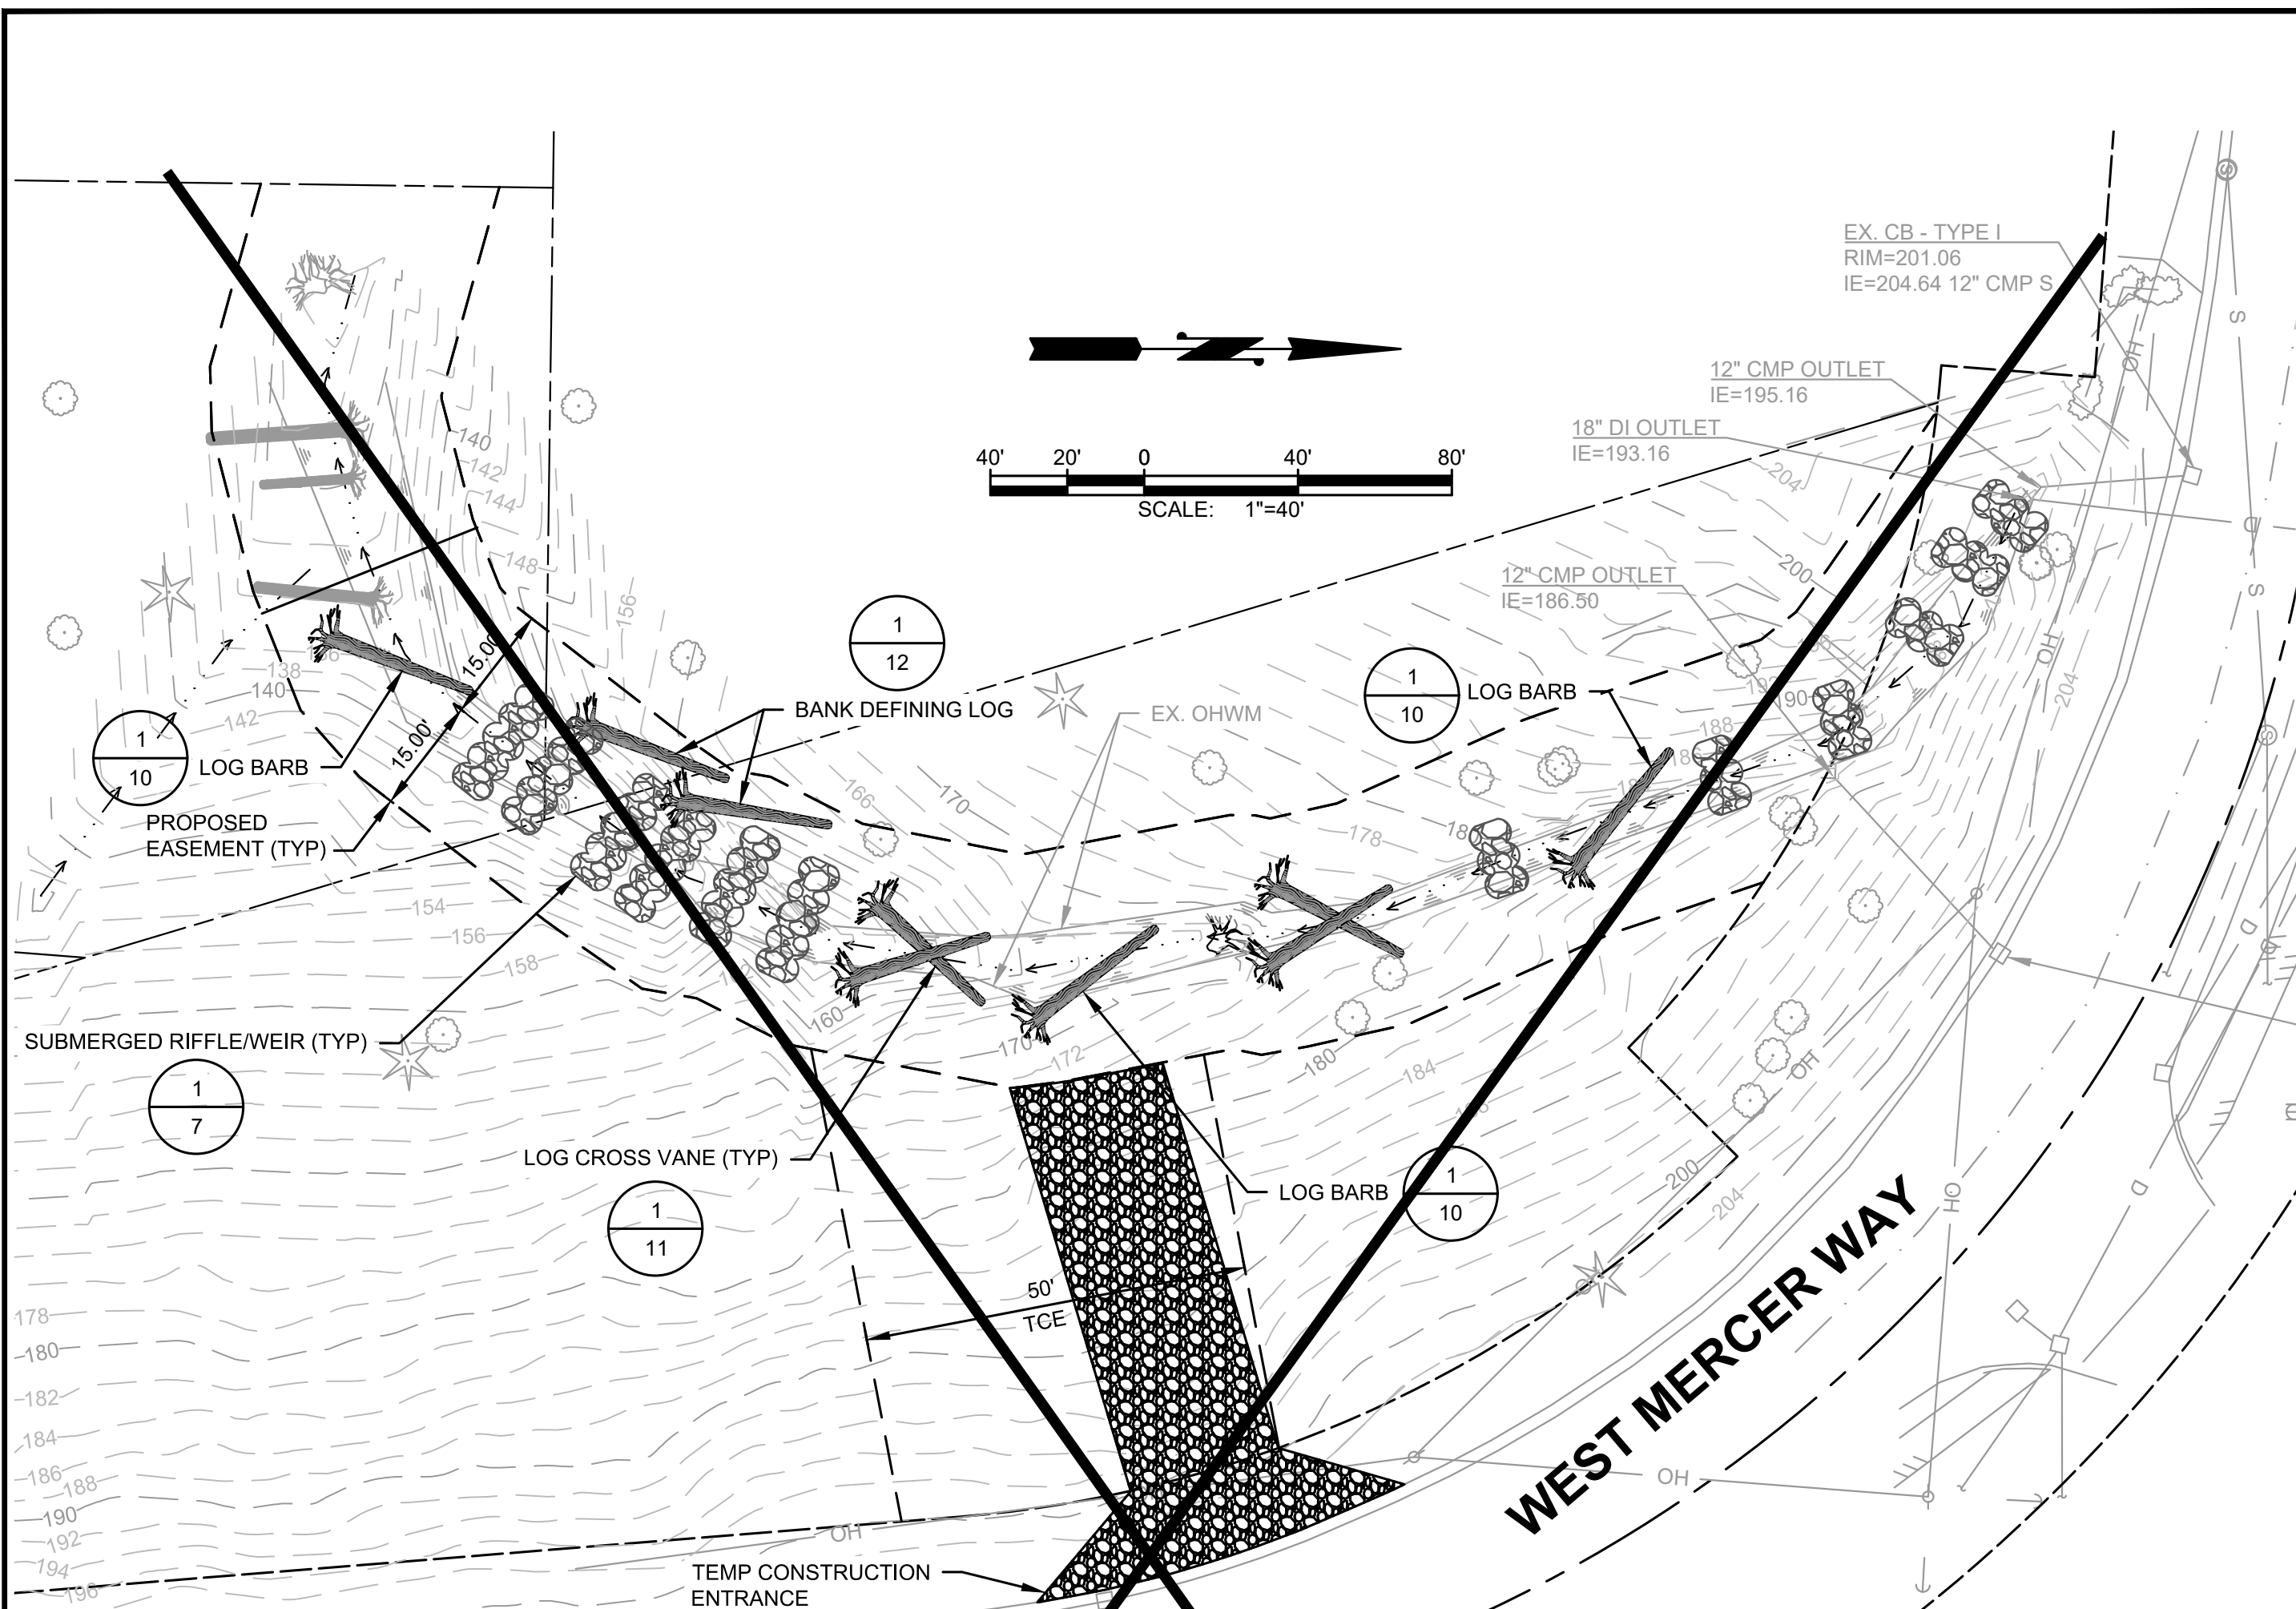 EX. CB - TYPE I
RIM=201.06
IE=204.64 12" CMP S
12" CMP OUTLET
IE=195.16
18" DI OUTLET
IE=193.16
40' 20' 0 40' 80'
SCALE: 1"=40'
12" CMP OUTLET
IE=186.50
140
142
144
148
156
204
200
1
12
BANK DEFINING LOG
EX. OHWM
1
10
LOG BARB
15.00'
15.00'
138
140
142
1
10
LOG BARB
PROPOSED
EASEMENT (TYP)
190
188
166
170
178
154
156
158
160
170
172
180
184
SUBMERGED RIFFLE/WEIR (TYP)
1
7
LOG CROSS VANE (TYP)
1
11
LOG BARB
1
10
200
204
204
50'
TCE
WEST MERCER WAY
178
180
182
184
186
188
190
192
194
196
OH
OH
OH
OH
OH
OH
S
S
S
S
D
D
D
TEMP CONSTRUCTION
ENTRANCE